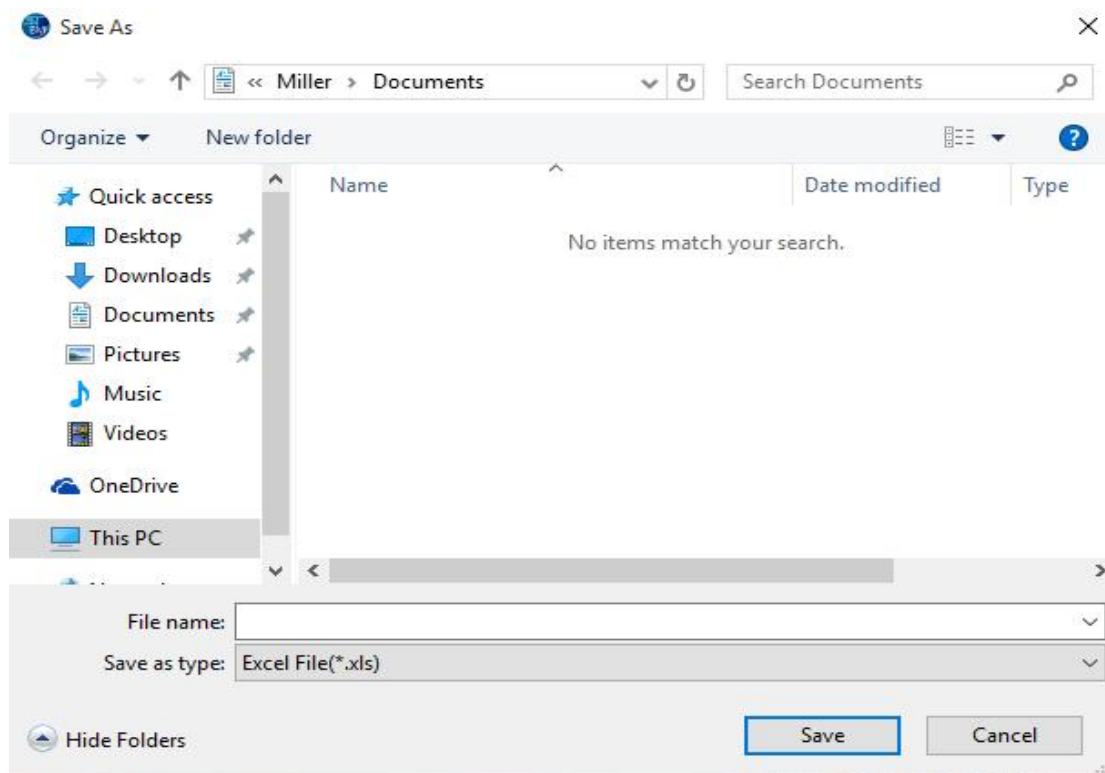 Save As
« Miller > Documents
Search Documents
Organize
New folder
Name
Date modified
Type
No items match your search.
Quick access
Desktop
Downloads
Documents
Pictures
Music
Videos
OneDrive
This PC
File name:
Save as type: Excel File(*.xls)
Hide Folders
Save
Cancel